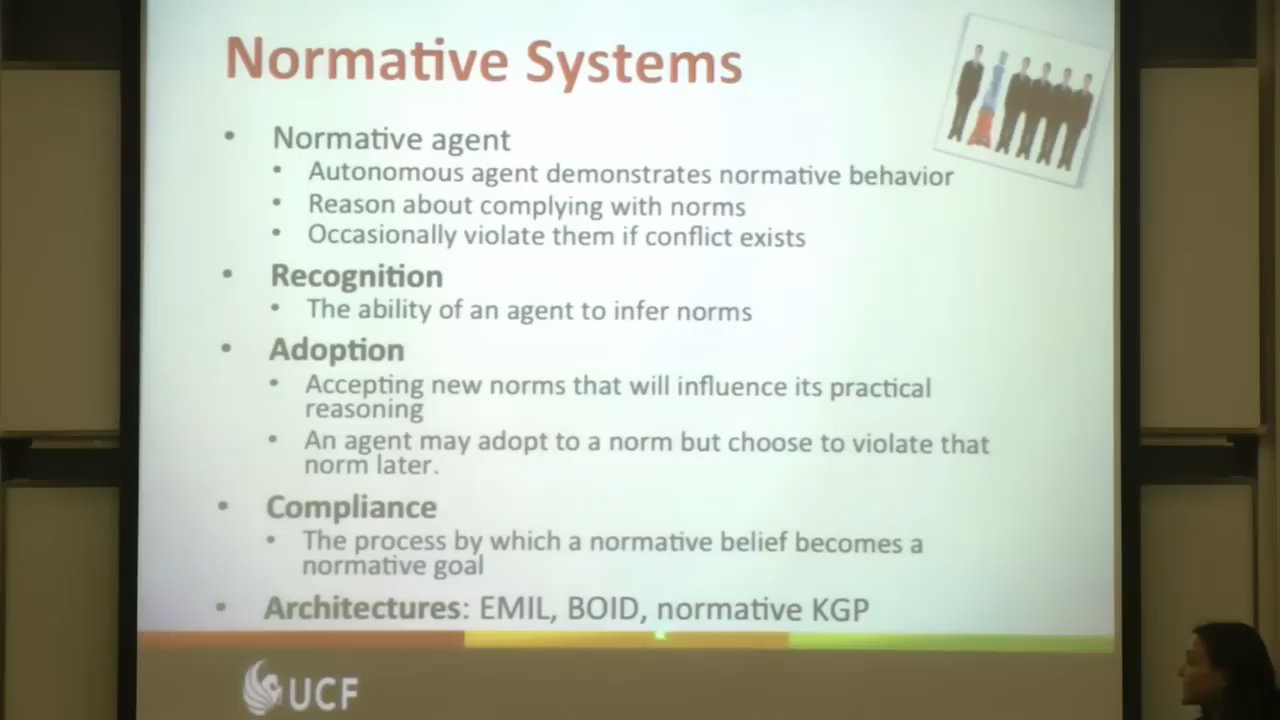 Normative Systems
• Normative agent
• Autonomous agent demonstrates normative behavior
• Reason about complying with norms
• Occasionally violate them if conflict exists
• Recognition
• The ability of an agent to infer norms
• Adoption
• Accepting new norms that will influence its practical
reasoning
• An agent may adopt to a norm but choose to violate that
norm later.
• Compliance
• The process by which a normative belief becomes a
normative goal
• Architectures: EMIL, BOID, normative KGP
UCF